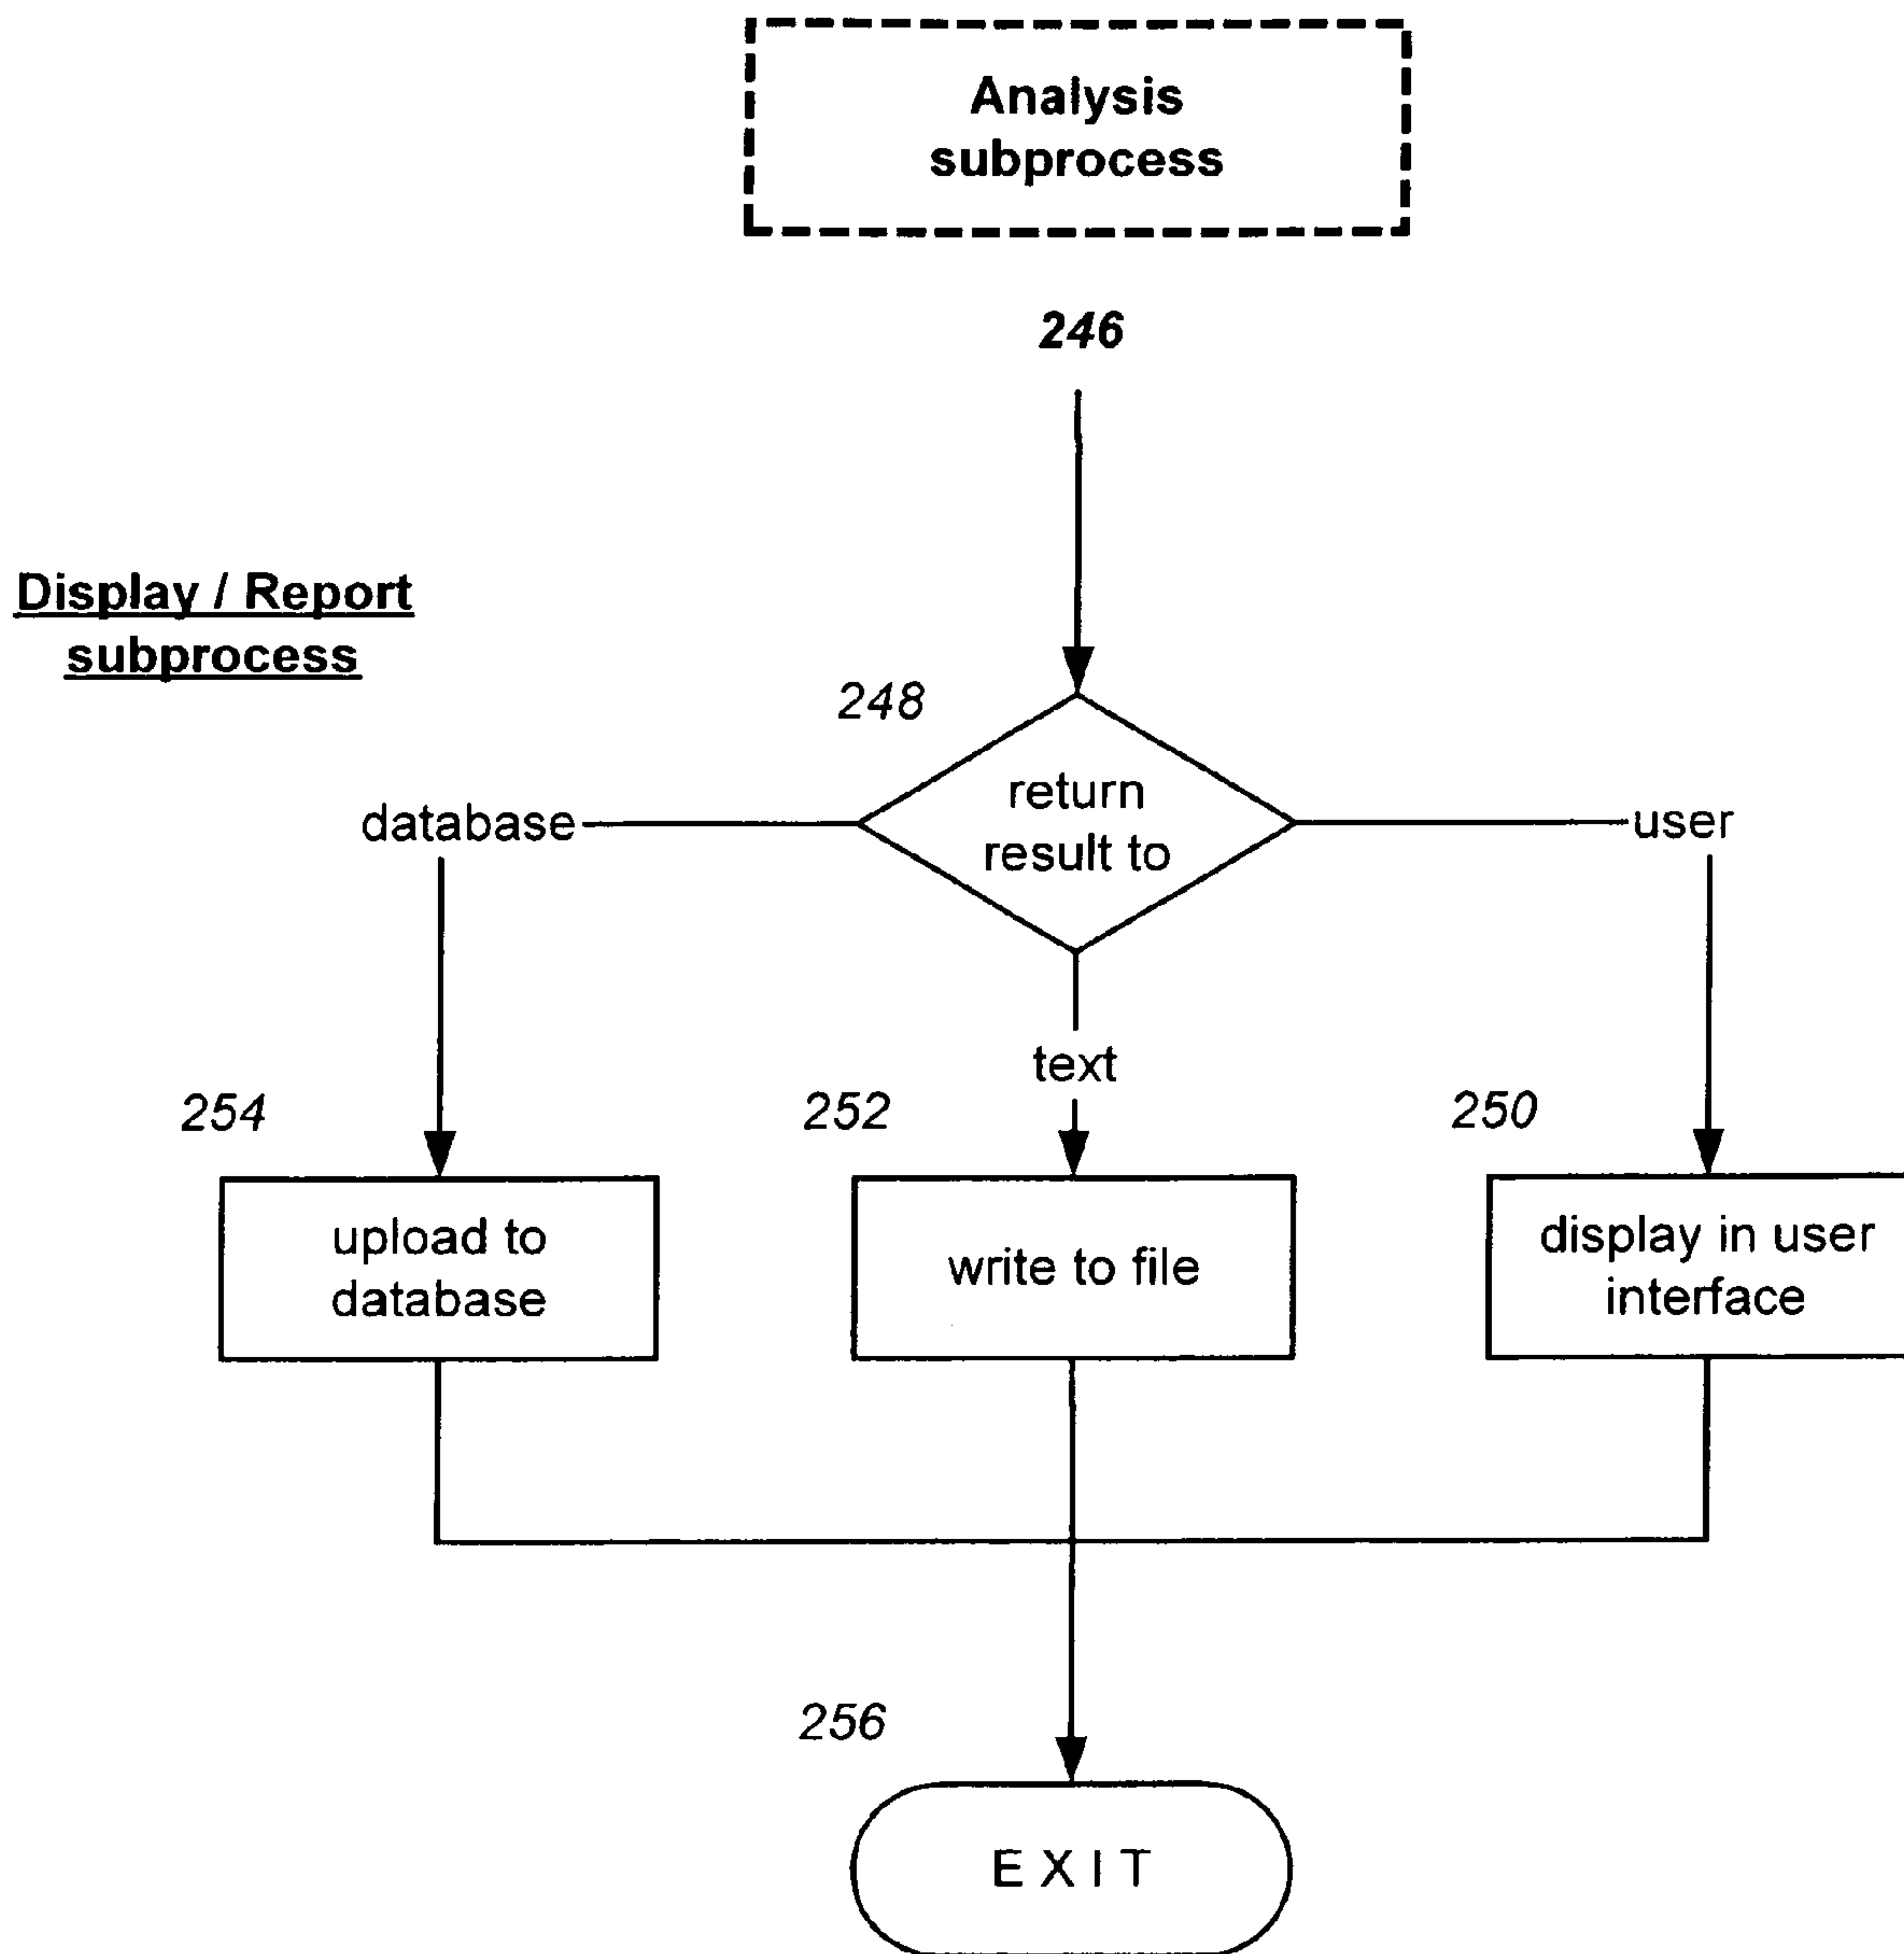 Analysis
subprocess
246
Display / Report
subprocess
248
return
result to
database
user
text
254
252
250
upload to
database
write to file
display in user
interface
256
E X I T